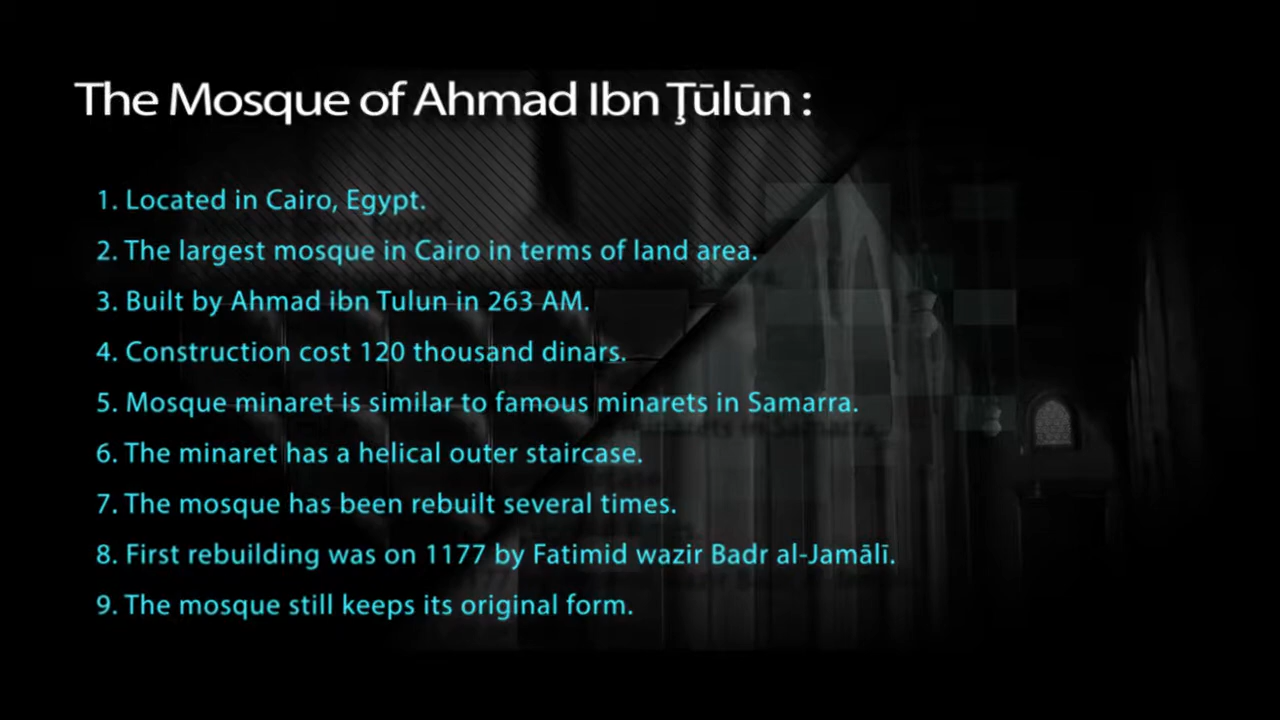 The Mosque of Ahmad Ibn Ţūlūn :
1. Located in Cairo, Egypt.
2. The largest mosque in Cairo in terms of land area.
3. Built by Ahmad ibn Tulun in 263 AM.
4. Construction cost 120 thousand dinars.
5. Mosque minaret is similar to famous minarets in Samarra.
6. The minaret has a helical outer staircase.
7. The mosque has been rebuilt several times.
8. First rebuilding was on 1177 by Fatimid wazir Badr al-Jamālī.
9. The mosque still keeps its original form.